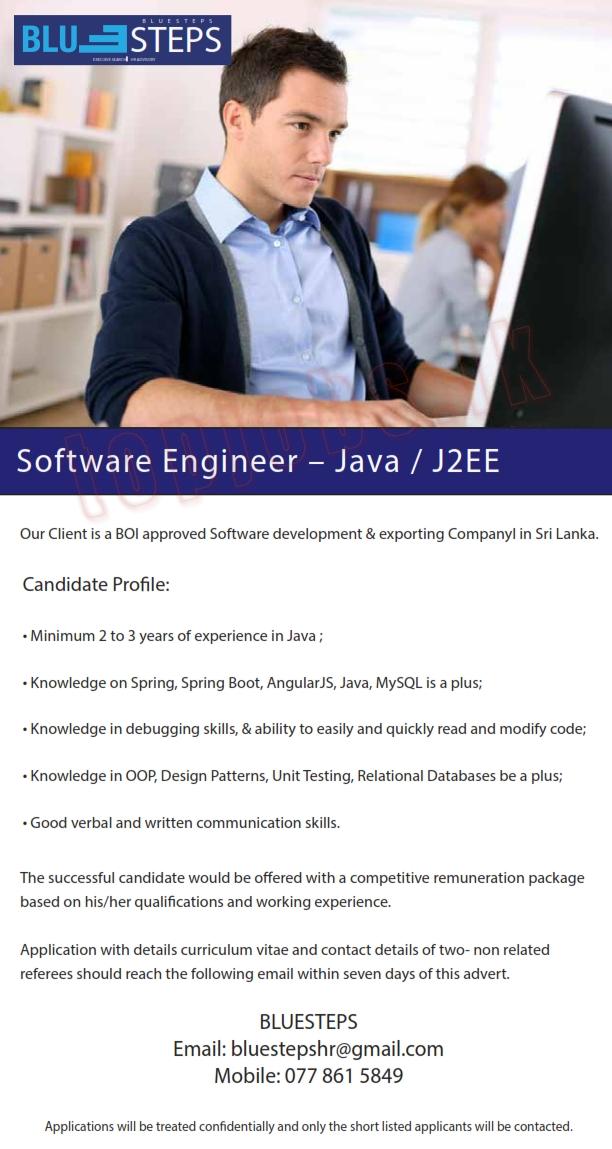 BLUESTEPS
BLUESTEPS
EXECUTIVE SEARCH HR ADVISORY
topjobs.lk
Software Engineer – Java / J2EE
Our Client is a BOI approved Software development & exporting Companyl in Sri Lanka.
Candidate Profile:
• Minimum 2 to 3 years of experience in Java ;
• Knowledge on Spring, Spring Boot, AngularJS, Java, MySQL is a plus;
• Knowledge in debugging skills, & ability to easily and quickly read and modify code;
• Knowledge in OOP, Design Patterns, Unit Testing, Relational Databases be a plus;
• Good verbal and written communication skills.
The successful candidate would be offered with a competitive remuneration package
based on his/her qualifications and working experience.
Application with details curriculum vitae and contact details of two- non related
referees should reach the following email within seven days of this advert.
BLUESTEPS
Email: bluestepshr@gmail.com
Mobile: 077 861 5849
Applications will be treated confidentially and only the short listed applicants will be contacted.